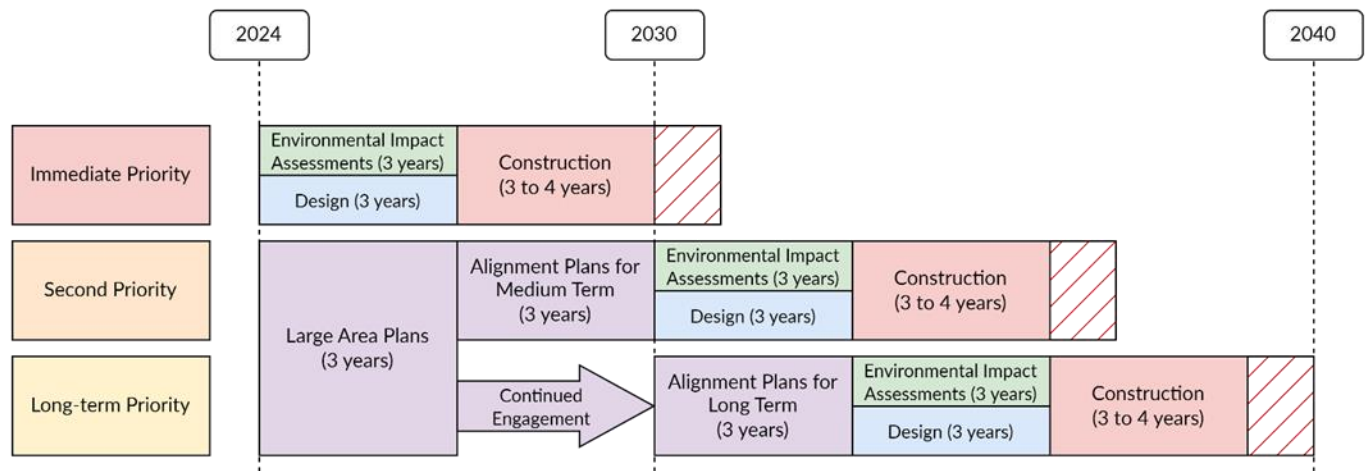 2024
2030
2040
Immediate Priority
Environmental Impact
Assessments (3 years)
Design (3 years)
Construction
(3 to 4 years)
Second Priority
Large Area Plans
(3 years)
Alignment Plans for
Medium Term
(3 years)
Environmental Impact
Assessments (3 years)
Design (3 years)
Construction
(3 to 4 years)
Long-term Priority
Continued
Engagement
Alignment Plans for
Long Term
(3 years)
Environmental Impact
Assessments (3 years)
Design (3 years)
Construction
(3 to 4 years)